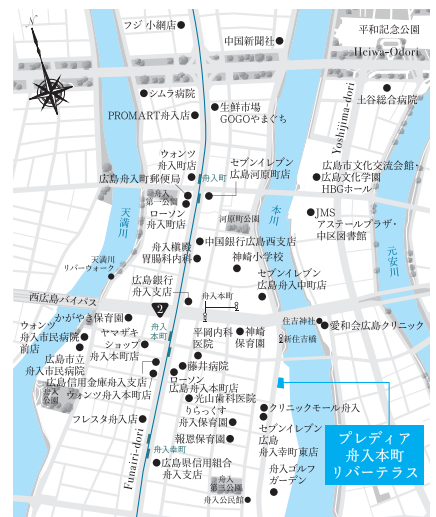 フジ 小網店
中国新聞社
平和記念公園
Heiwa-Odori
N
シムラ病院
土谷総合病院
PROMART舟入店
生鮮市場
GOGOやまぐち
Yoshijima-dori
ウォンツ
舟入町店
広島舟入町郵便局
舟入町
セブンイレブン
広島河原町店
広島市文化交流会館・
広島文化学園
HBGホール
舟入
第一公園
ローソン
舟入町店
河原町公園
本川
JMS
アステールプラザ・
中区図書館
天満川
元安川
舟入槇殿
胃腸科内科
中国銀行広島西支店
神崎小学校
天満川
リバーウォーク
広島銀行
舟入支店
セブンイレブン
広島舟入中町店
西広島バイパス
2
舟入本町
かがやき保育園
住吉神社
愛和会広島クリニック
ウォンツ
舟入市民病院
前店
ヤマザキ
ショップ
舟入本町店
舟入
本町
平岡内科
医院
神崎
保育園
新住吉橋
広島市立
舟入市民病院
藤井病院
広島信用金庫舟入支店
ローソン
広島舟入本町店
ウォンツ舟入本町店
舟入
公園
光山歯科医院
りらっくす
舟入保育園
クリニックモール舟入
フレスタ舟入店
セブンイレブン
広島
舟入幸町東店
プレディア
舟入本町
リバーテラス
報恩保育園
Funairi-dori
舟入幸町
広島県信用組合
舟入支店
舟入ゴルフ
ガーデン
舟入
第三公園
舟入公民館